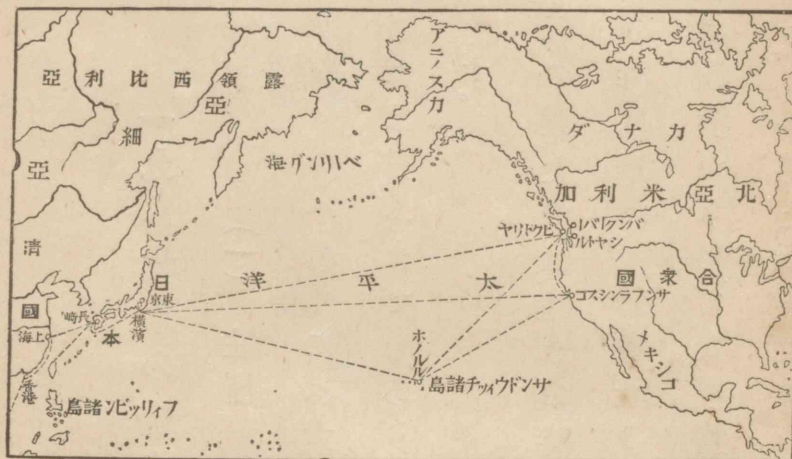 露領西比利亞
亞細亞
清國
ベーリング海
アラスカ
カナダ
北亞米利加
バンクーバー
シヤトル
ビクトリヤ
合衆國
サンフランシスコ
メキシコ
太平洋
ホノルル
サンドウィッチ諸島
日本
東京
横濱
長崎
上海
香港
フィリッピン諸島